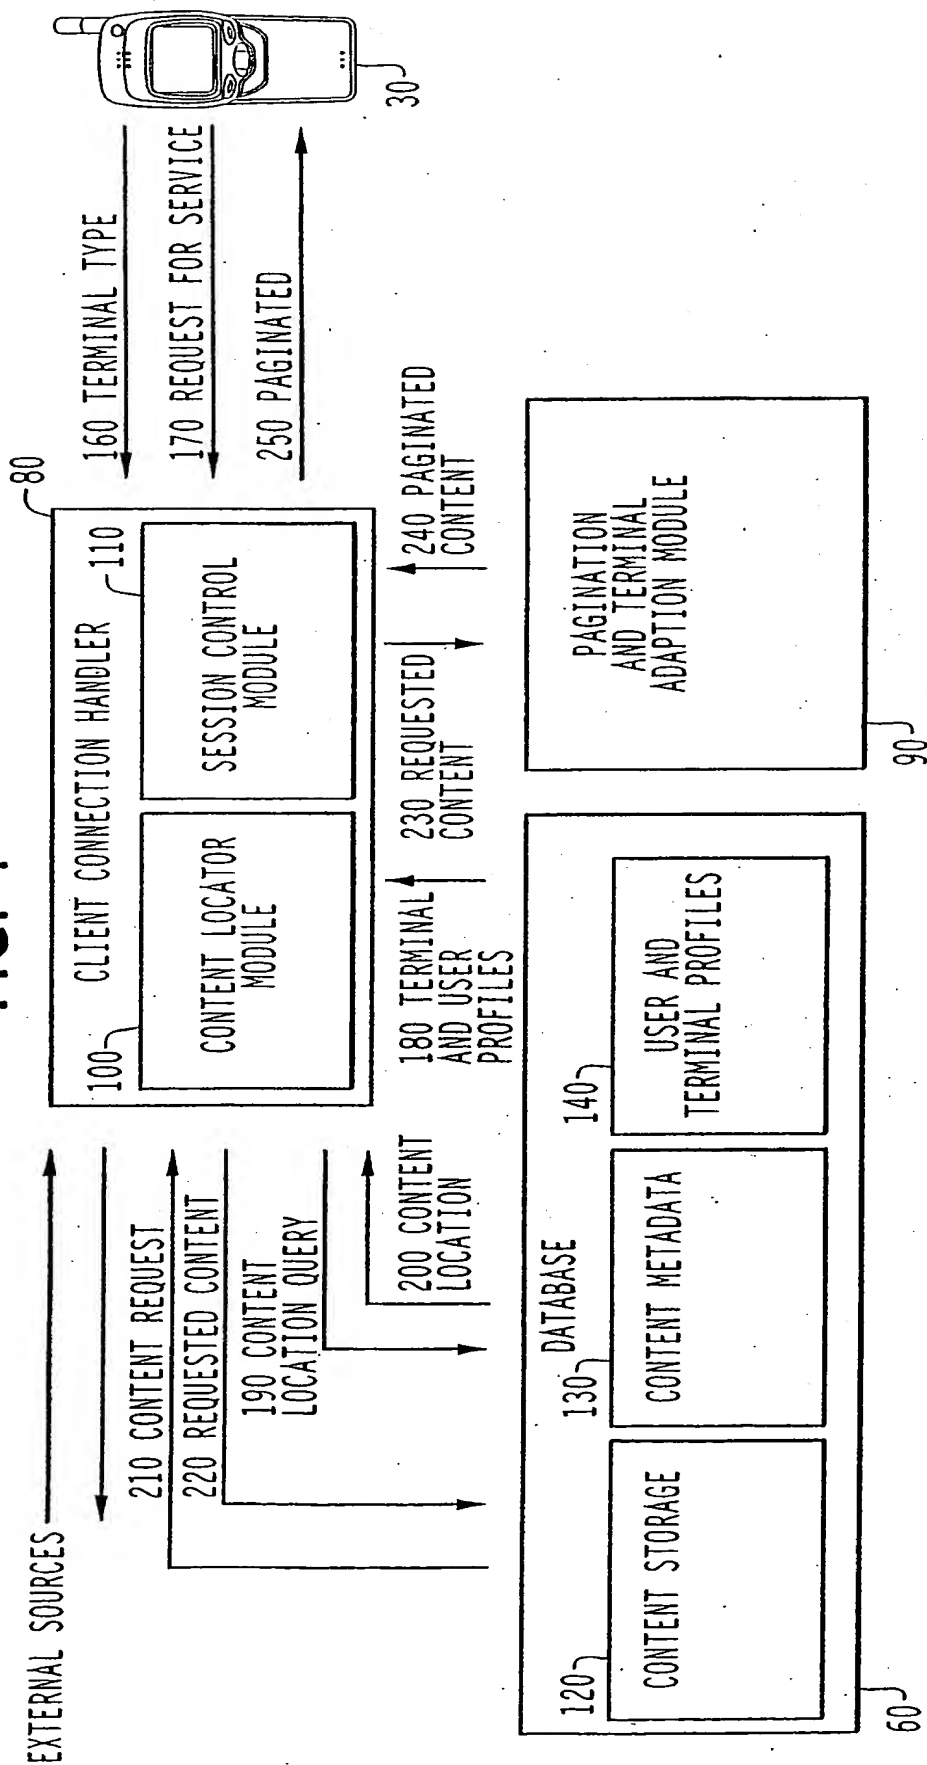 EXTERNAL SOURCES
210 CONTENT REQUEST
220 REQUESTED CONTENT
190 CONTENT
LOCATION QUERY
200 CONTENT
LOCATION
80
CLIENT CONNECTION HANDLER
100
CONTENT LOCATOR
MODULE
110
SESSION CONTROL
MODULE
160 TERMINAL TYPE
170 REQUEST FOR SERVICE
250 PAGINATED
30
180 TERMINAL
AND USER
PROFILES
230 REQUESTED
CONTENT
240 PAGINATED
CONTENT
DATABASE
120
CONTENT STORAGE
130
CONTENT METADATA
140
USER AND
TERMINAL PROFILES
60
PAGINATION
AND TERMINAL
ADAPTION MODULE
90